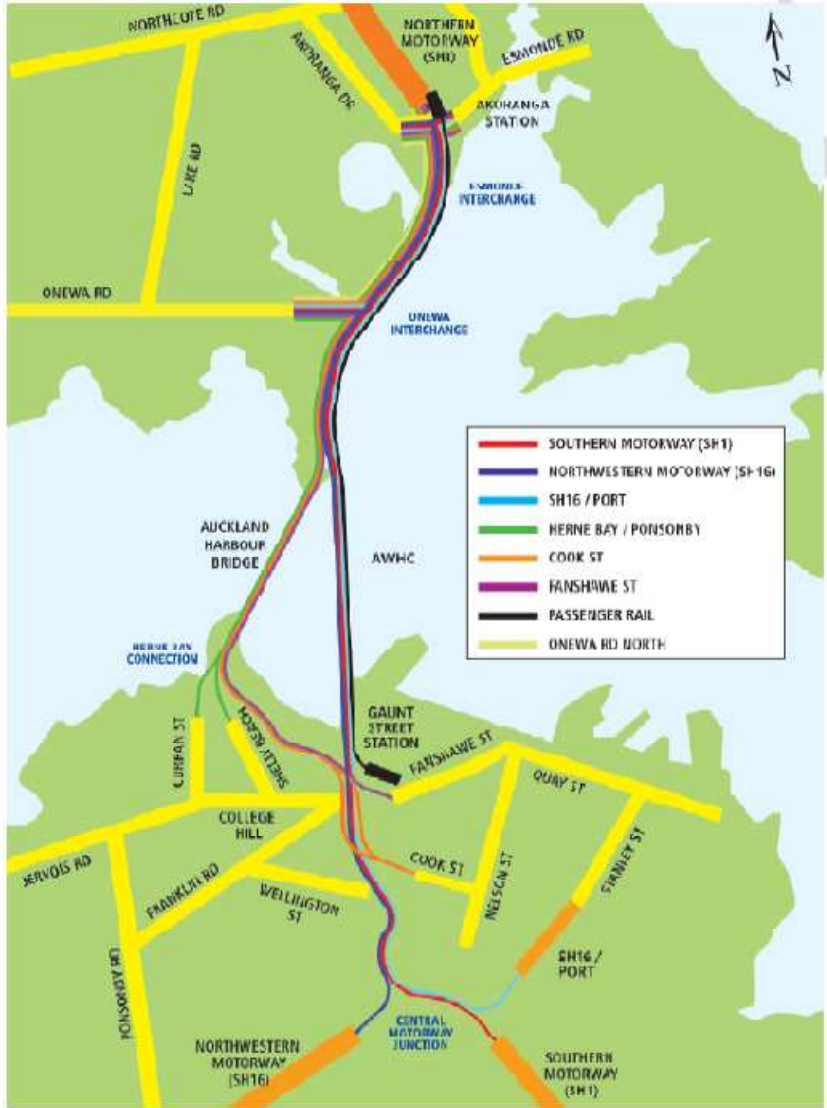 NORTHCOTE RD
NORTHERN
MOTORWAY
(SH1)
AKORANGA DR
ESMONDE RD
N
AKORANGA
STATION
LAKE RD
ESMONDE
INTERCHANGE
ONEWA RD
ONEWA
INTERCHANGE
SOUTHERN MOTORWAY (SH1)
NORTHWESTERN MOTORWAY (SH16)
SH16 / PORT
HERNE BAY / PONSONBY
COOK ST
FANSHAWE ST
PASSENGER RAIL
ONEWA RD NORTH
AUCKLAND
HARBOUR
BRIDGE
AWHC
HERNE BAY
CONNECTION
GAUNT
STREET
STATION
CURRAN ST
SHELLY BEACH
FANSHAWE ST
QUAY ST
COLLEGE
HILL
JERVOIS RD
FRANKLIN RD
WELLINGTON
ST
COOK ST
NELSON ST
STANLEY ST
PONSONBY RD
SH16 /
PORT
CENTRAL
MOTORWAY
JUNCTION
NORTHWESTERN
MOTORWAY
(SH16)
SOUTHERN
MOTORWAY
(SH1)